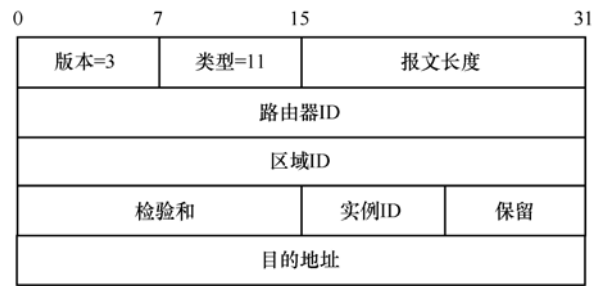 0 7 15 31
版本=3 类型=11 报文长度
路由器ID
区域ID
检验和 实例ID 保留
目的地址